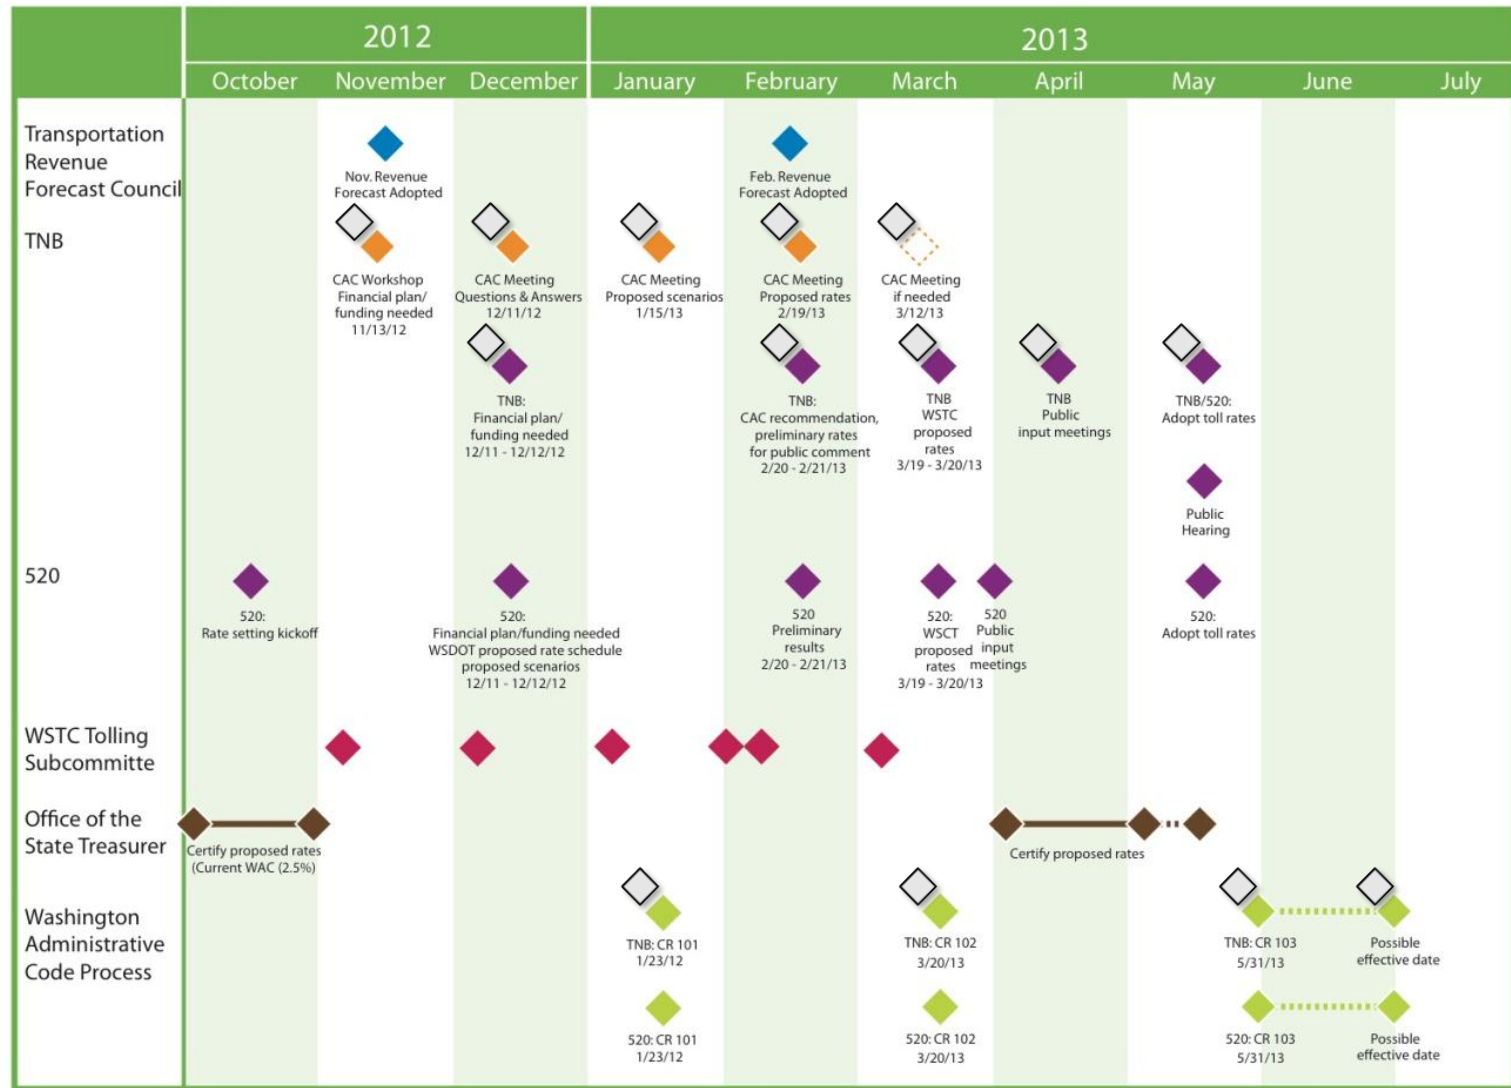 2012
2013
October
November
December
January
February
March
April
May
June
July
Transportation
Revenue
Forecast Council
Nov. Revenue
Forecast Adopted
Feb. Revenue
Forecast Adopted
TNB
CAC Workshop
Financial plan/
funding needed
11/13/12
CAC Meeting
Questions & Answers
12/11/12
CAC Meeting
Proposed scenarios
1/15/13
CAC Meeting
Proposed rates
2/19/13
CAC Meeting
if needed
3/12/13
TNB:
Financial plan/
funding needed
12/11 - 12/12/12
TNB:
CAC recommendation,
preliminary rates
for public comment
2/20 - 2/21/13
TNB
WSTC
proposed
rates
3/19 - 3/20/13
TNB
Public
input meetings
TNB/520:
Adopt toll rates
Public
Hearing
520
520:
Rate setting kickoff
520:
Financial plan/funding needed
WSDOT proposed rate schedule
proposed scenarios
12/11 - 12/12/12
520
Preliminary
results
2/20 - 2/21/13
520:
WSCT
proposed
rates
3/19 - 3/20/13
520
Public
input
meetings
520:
Adopt toll rates
WSTC Tolling
Subcommitte
Office of the
State Treasurer
Certify proposed rates
(Current WAC (2.5%)
Certify proposed rates
Washington
Administrative
Code Process
TNB: CR 101
1/23/12
TNB: CR 102
3/20/13
TNB: CR 103
5/31/13
Possible
effective date
520: CR 101
1/23/12
520: CR 102
3/20/13
520: CR 103
5/31/13
Possible
effective date